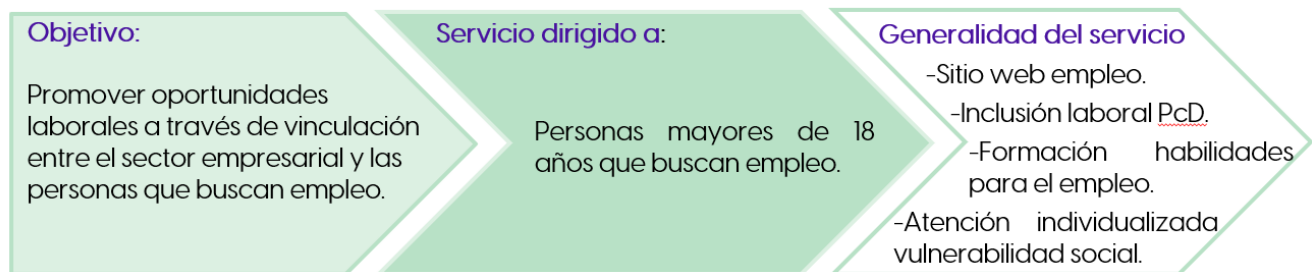 Objetivo:
Promover oportunidades
laborales a través de vinculación
entre el sector empresarial y las
personas que buscan empleo.
Servicio dirigido a:
Personas mayores de 18
años que buscan empleo.
Generalidad del servicio
-Sitio web empleo.
-Inclusión laboral PcD.
-Formación habilidades
para el empleo.
-Atención individualizada
vulnerabilidad social.